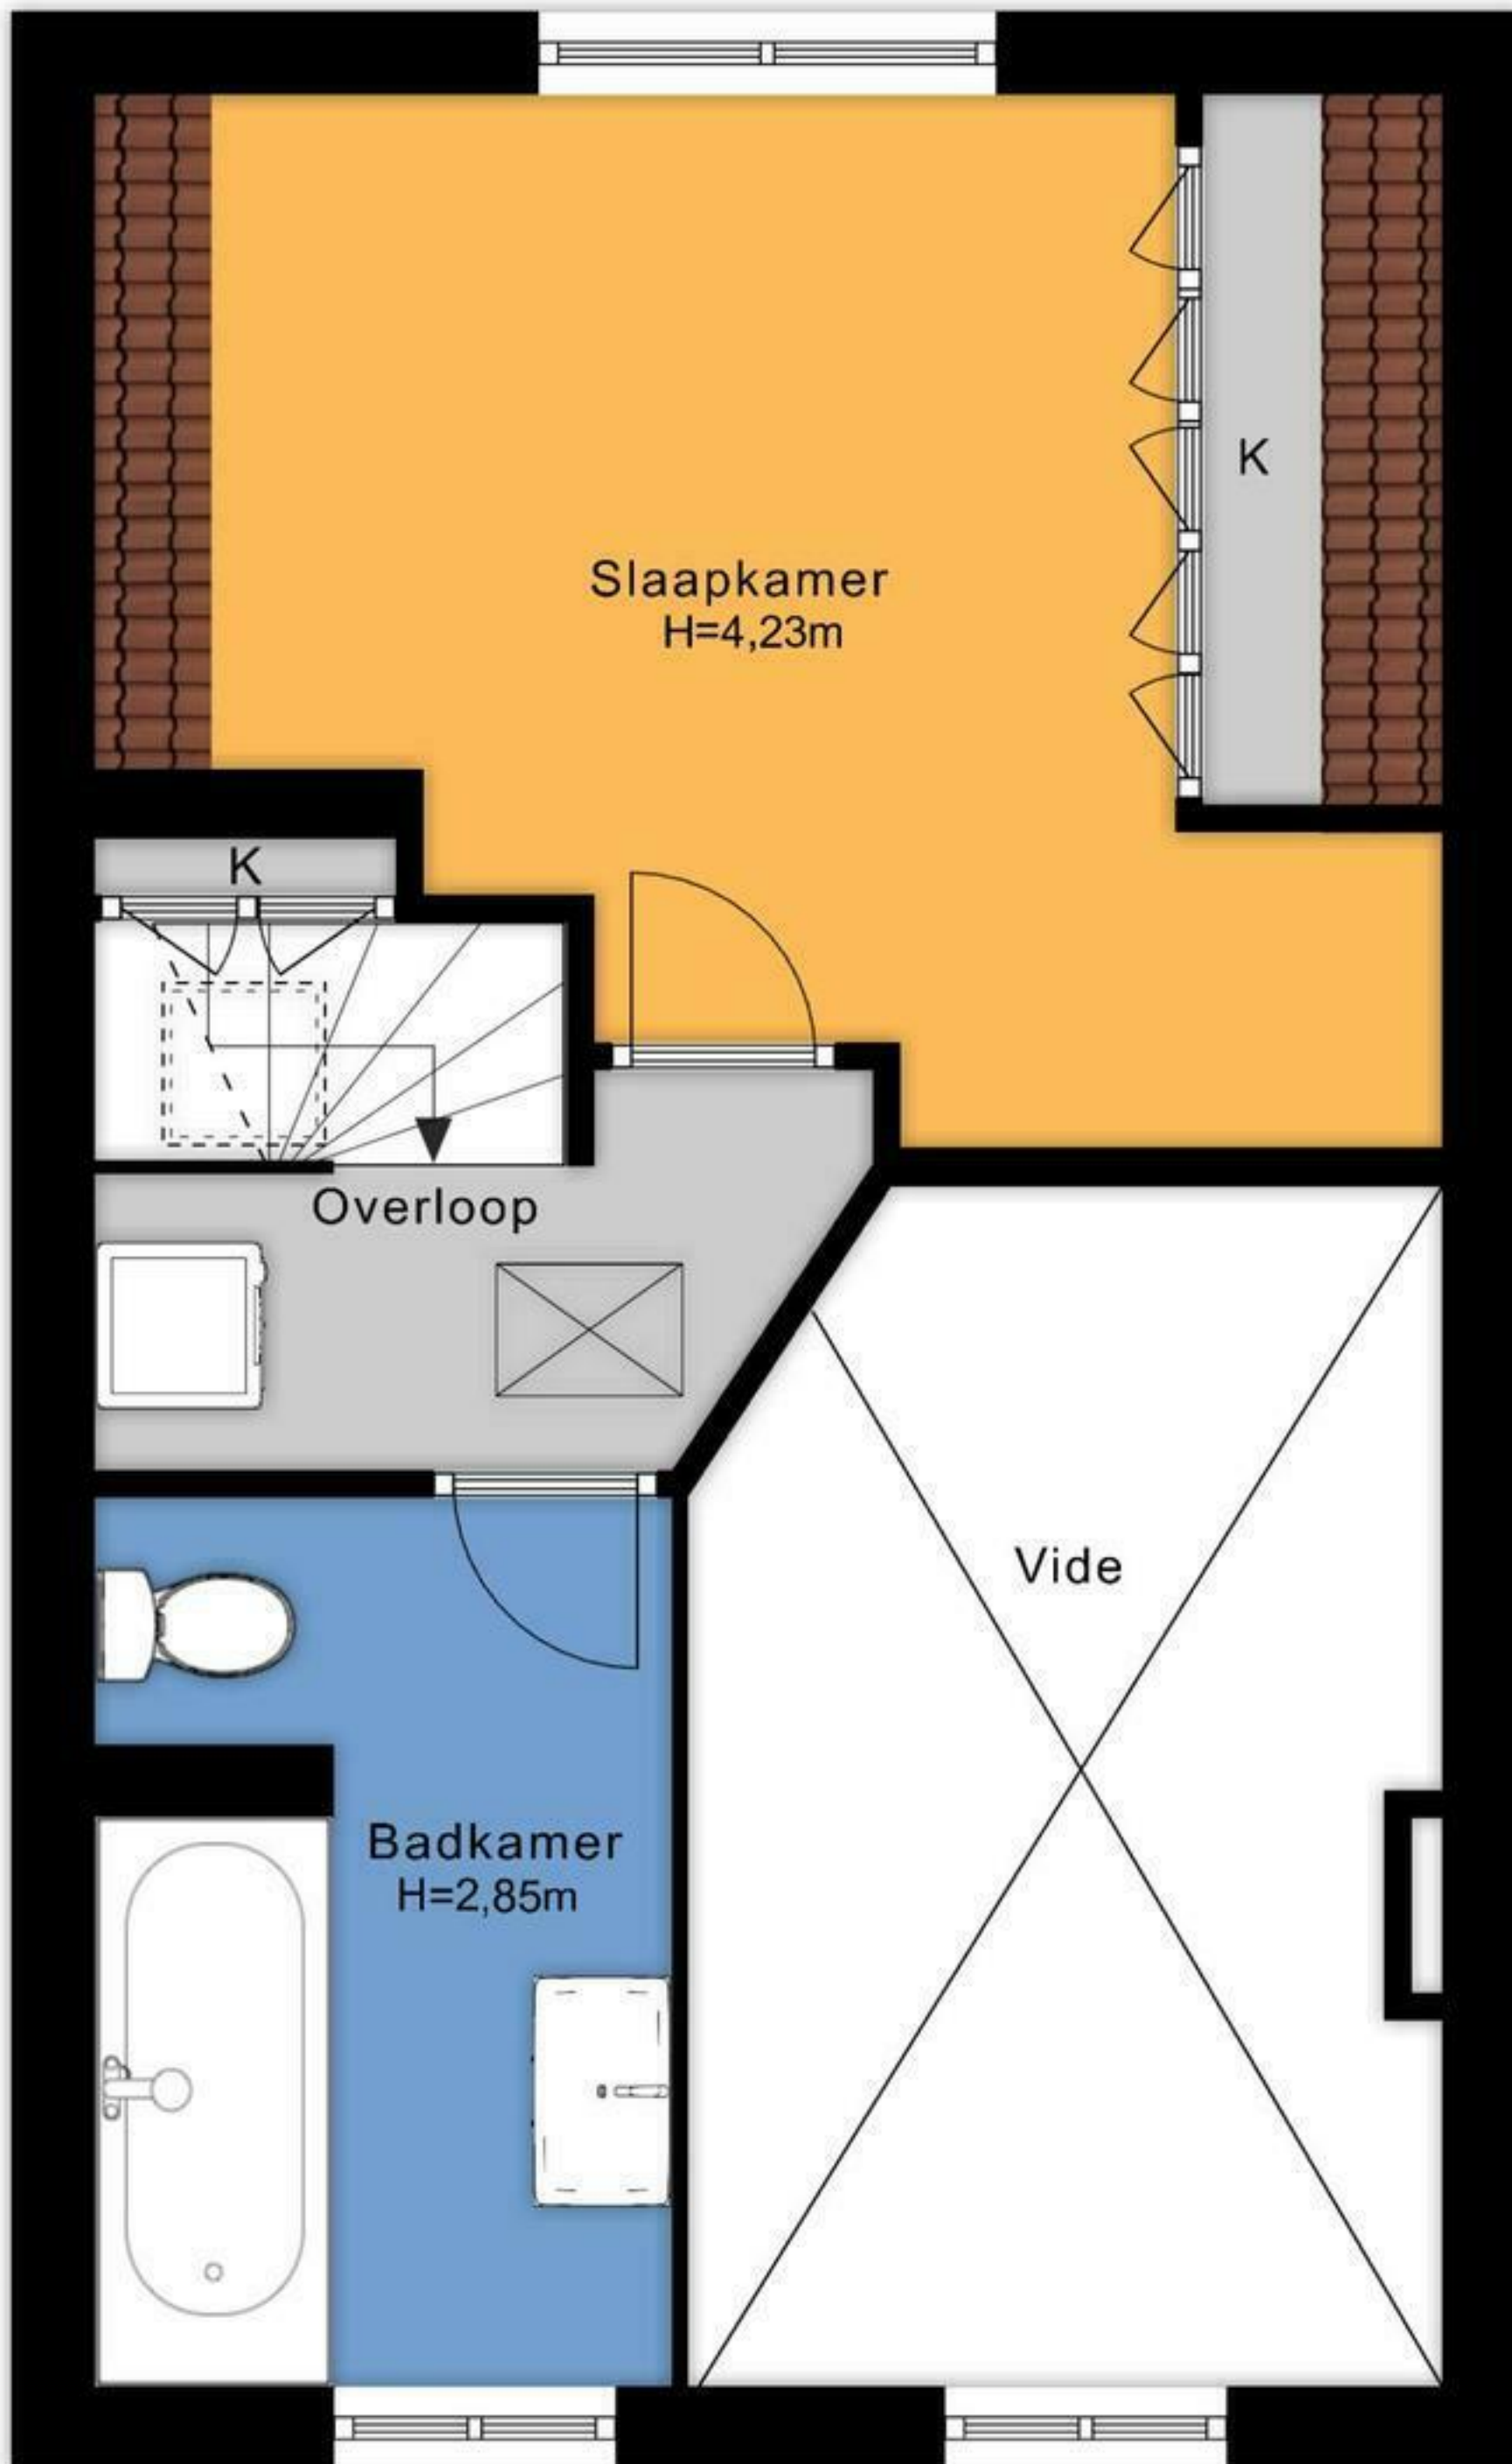 K
Slaapkamer
H=4,23m
K
Overloop
Vide
Badkamer
H=2,85m